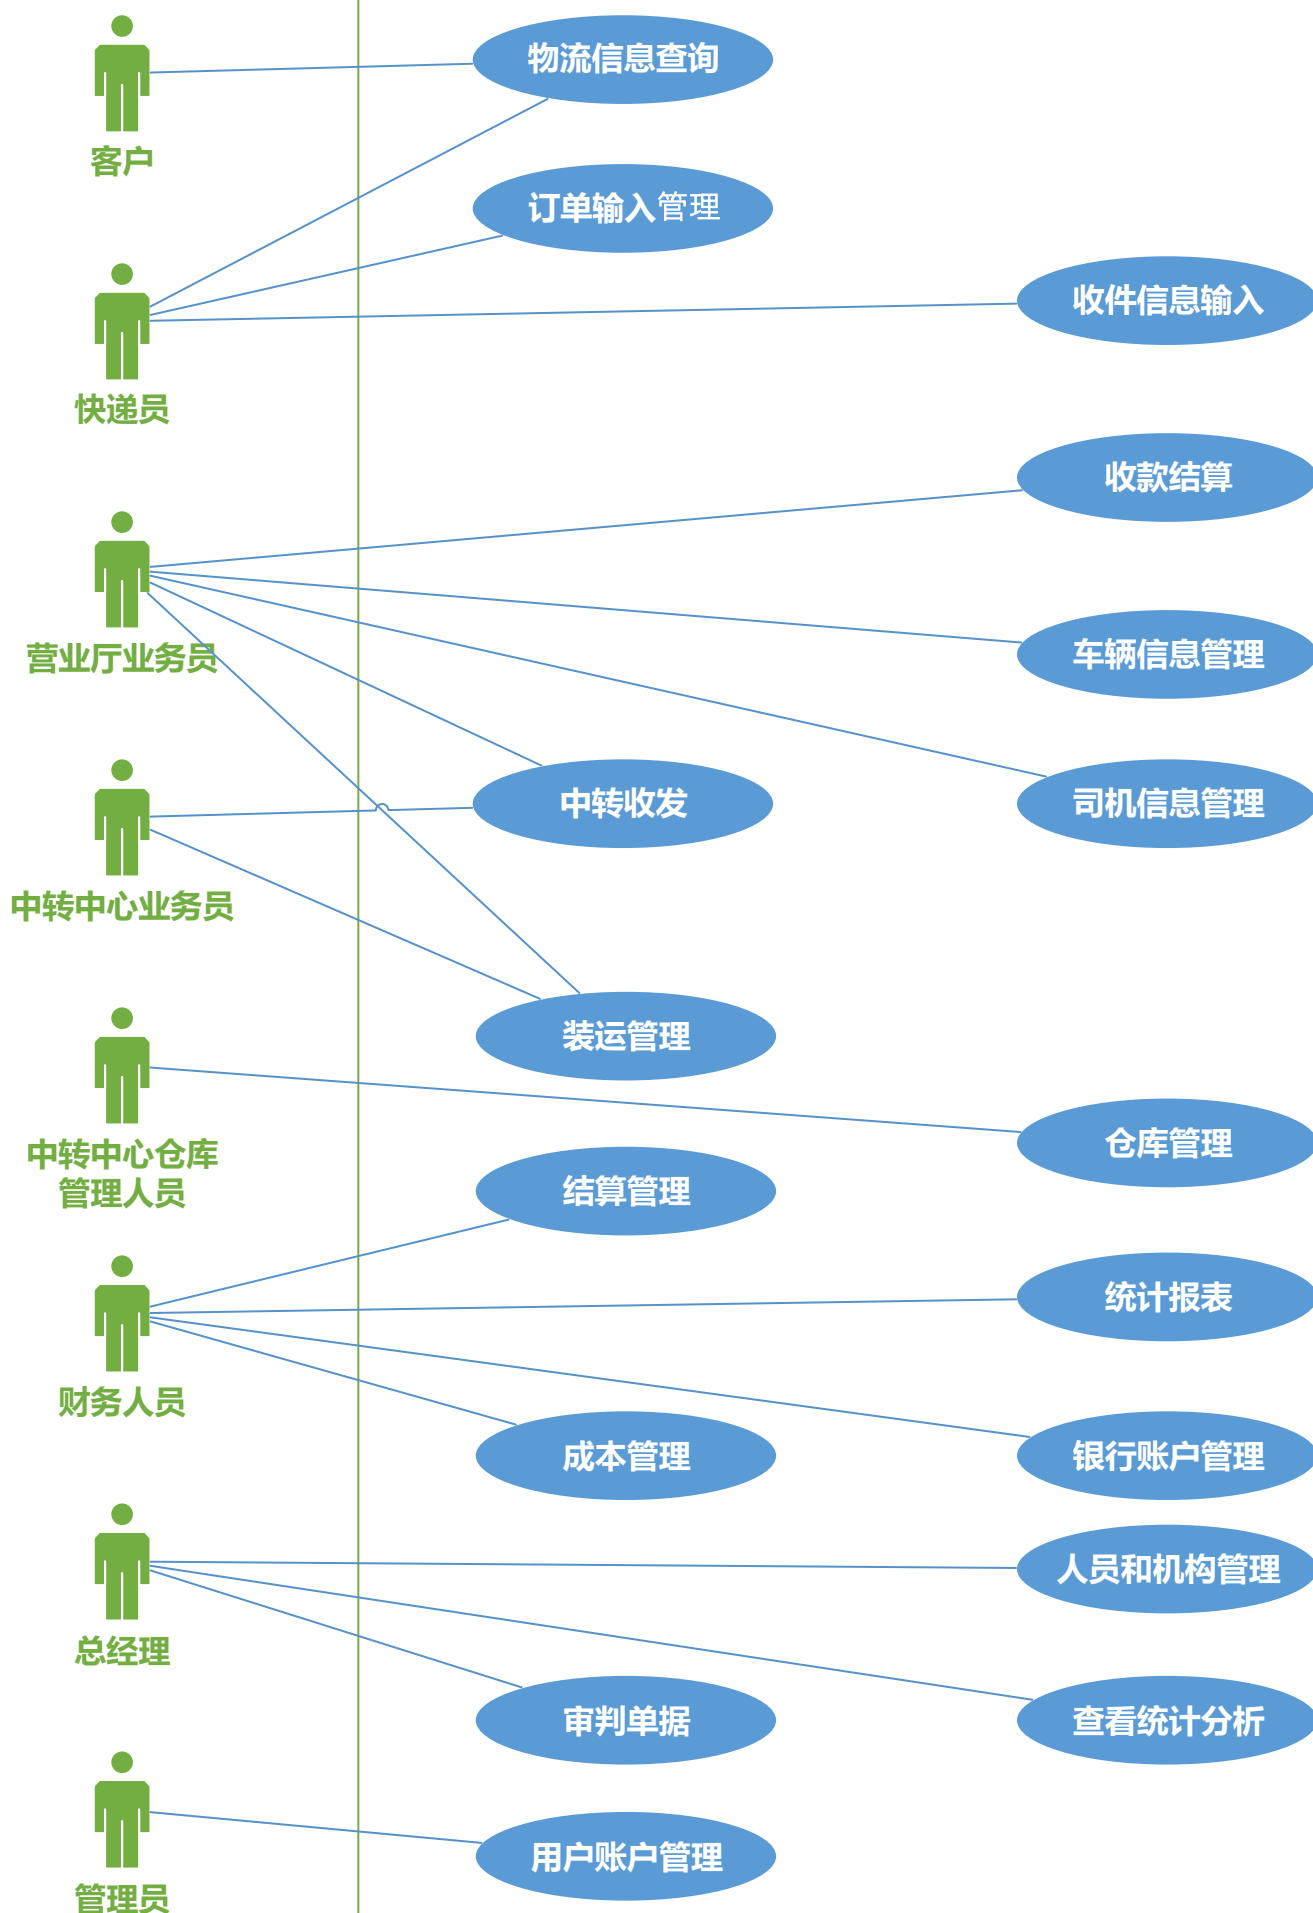 物流信息查询
客户
订单输入管理
收件信息输入
快递员
收款结算
营业厅业务员
车辆信息管理
中转收发
司机信息管理
中转中心业务员
装运管理
仓库管理
中转中心仓库
管理人员
结算管理
统计报表
财务人员
成本管理
银行账户管理
人员和机构管理
总经理
审判单据
查看统计分析
用户账户管理
管理员